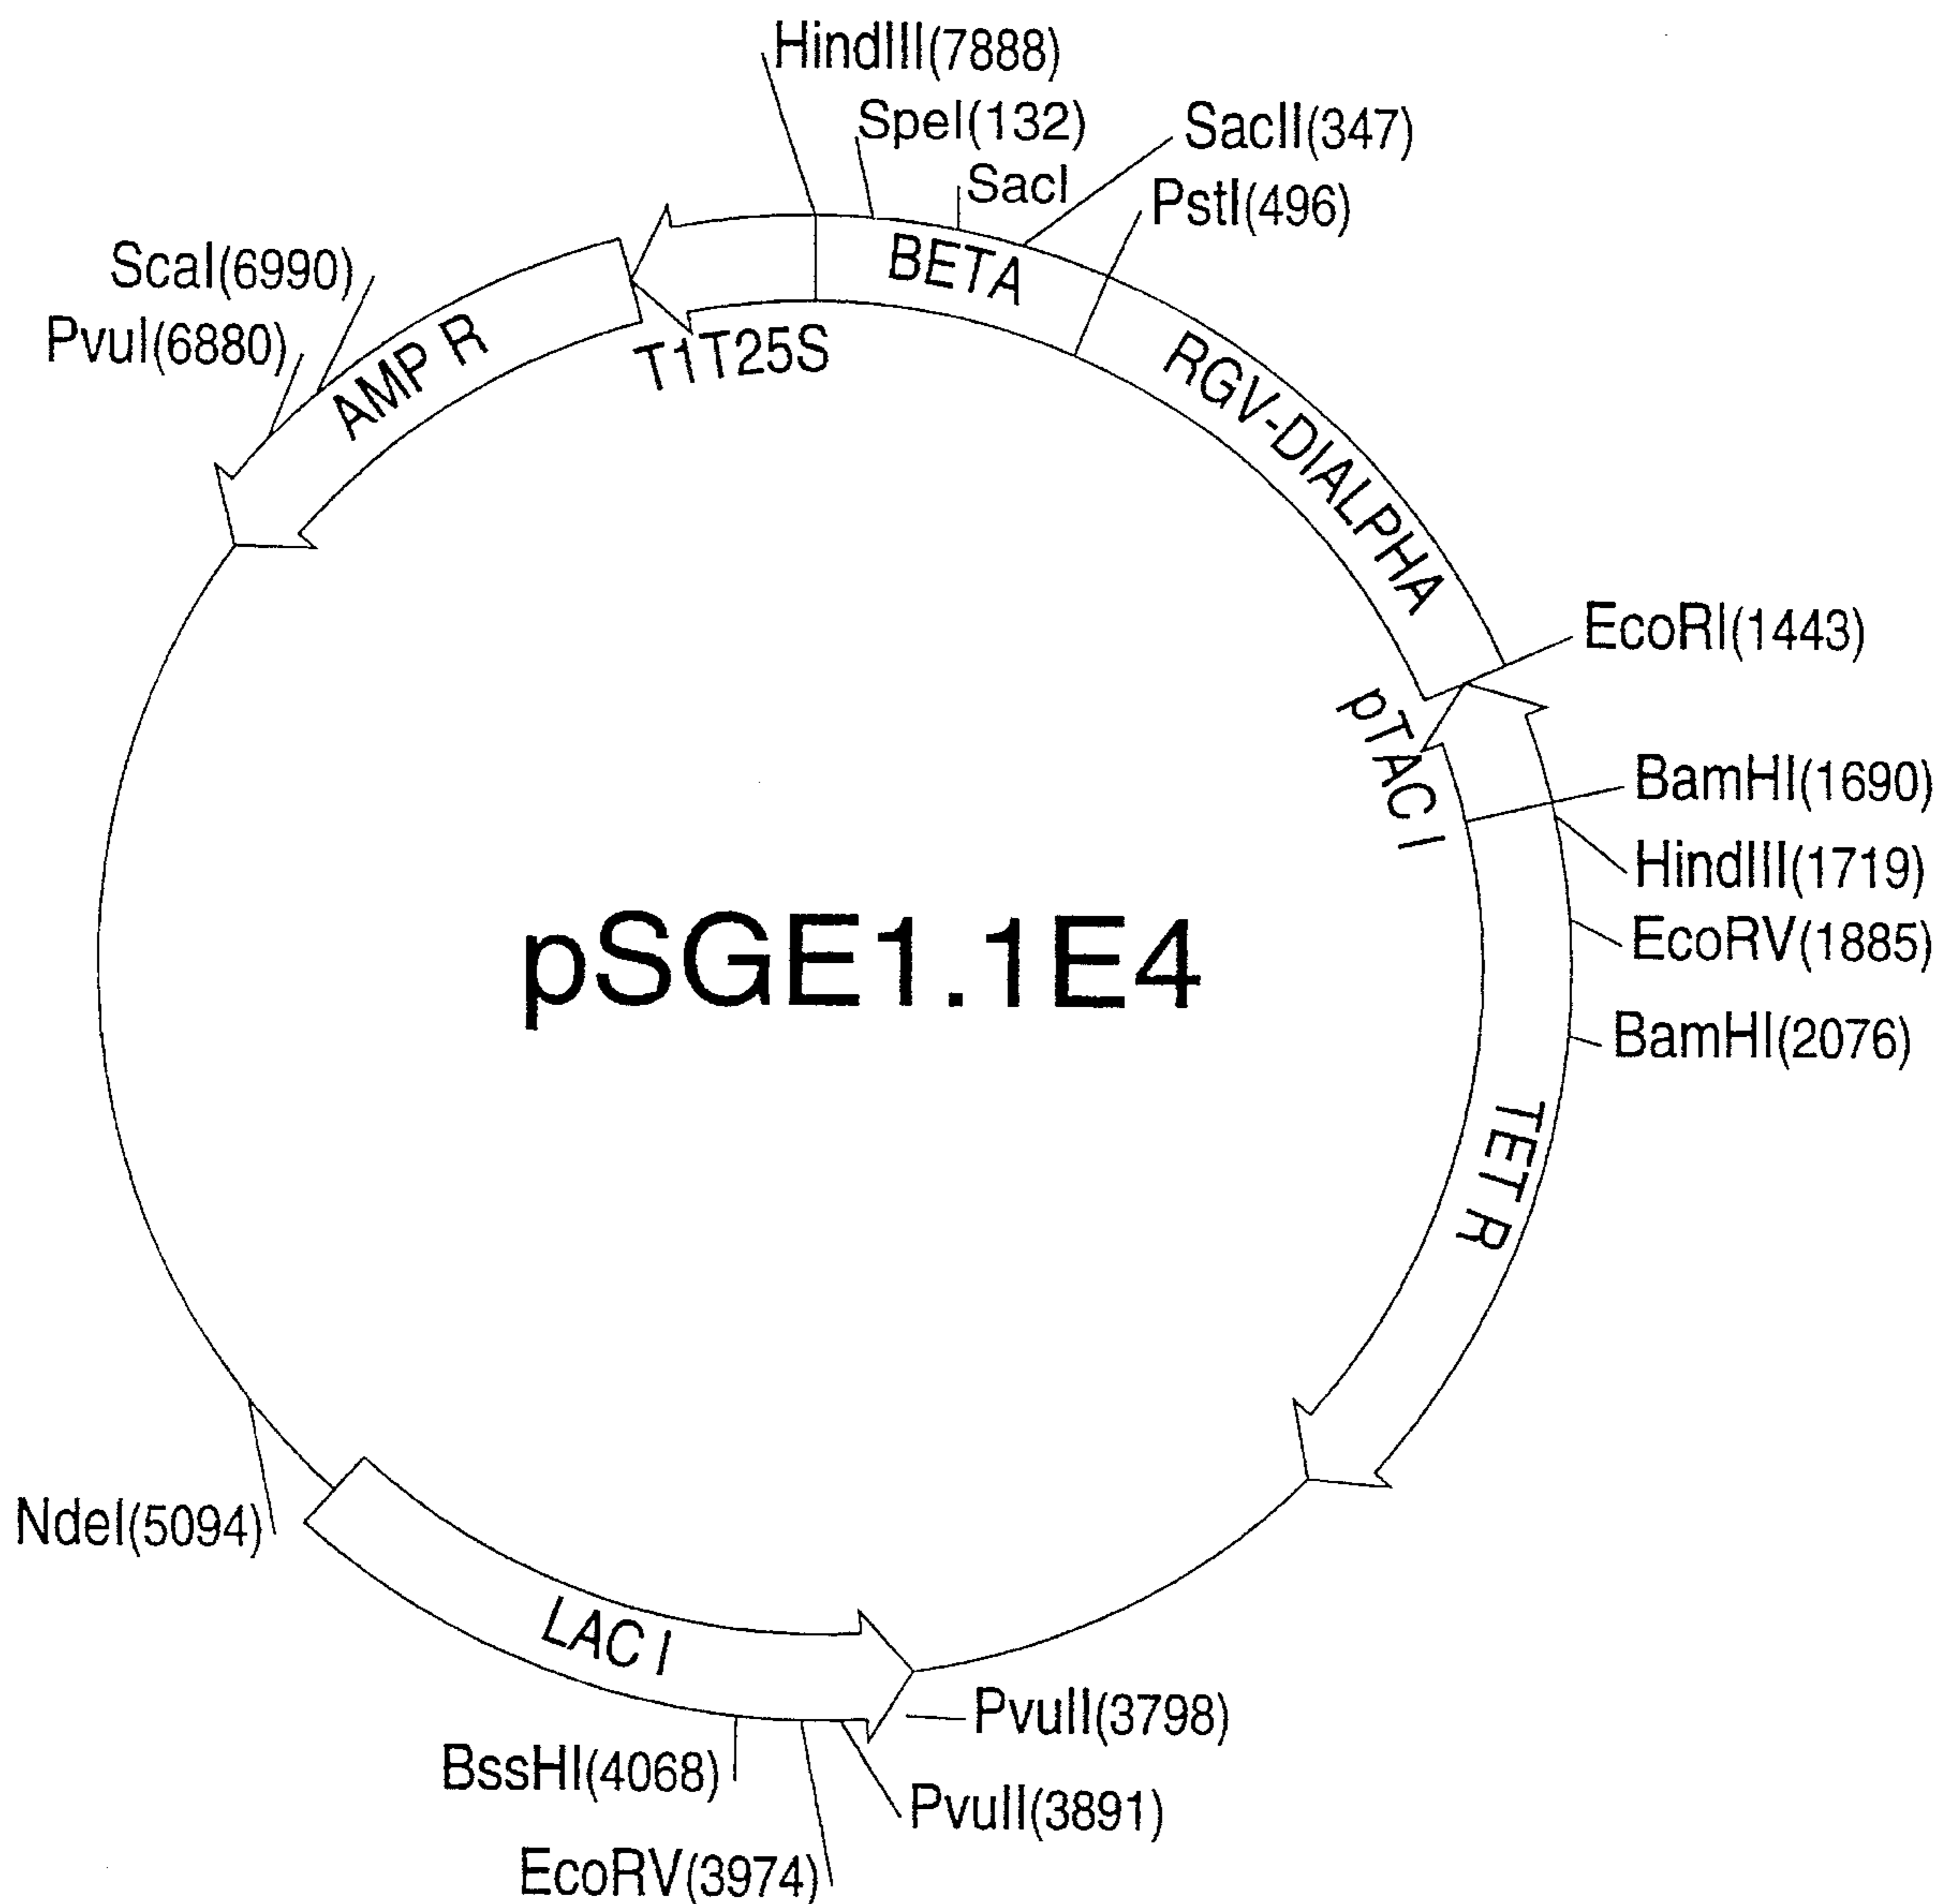 HindIII(7888)
SpeI(132)
SacI
SacII(347)
PstI(496)
ScaI(6990)
PvuI(6880)
AMP R
T1T25S
BETA
RGV-DIALPHA
EcoRI(1443)
pTAC I
BamHI(1690)
HindIII(1719)
EcoRV(1885)
BamHI(2076)
pSGE1.1E4
TET R
NdeI(5094)
LAC I
PvuII(3798)
BssHI(4068)
PvuII(3891)
EcoRV(3974)